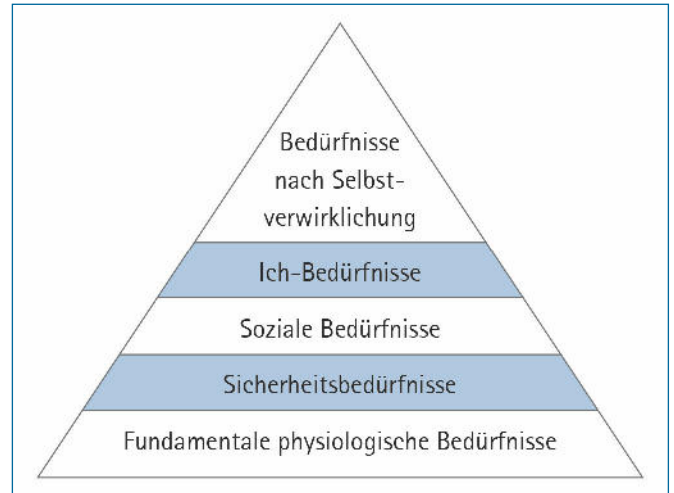 Bedürfnisse
nach Selbst-
verwirklichung
Ich-Bedürfnisse
Soziale Bedürfnisse
Sicherheitsbedürfnisse
Fundamentale physiologische Bedürfnisse